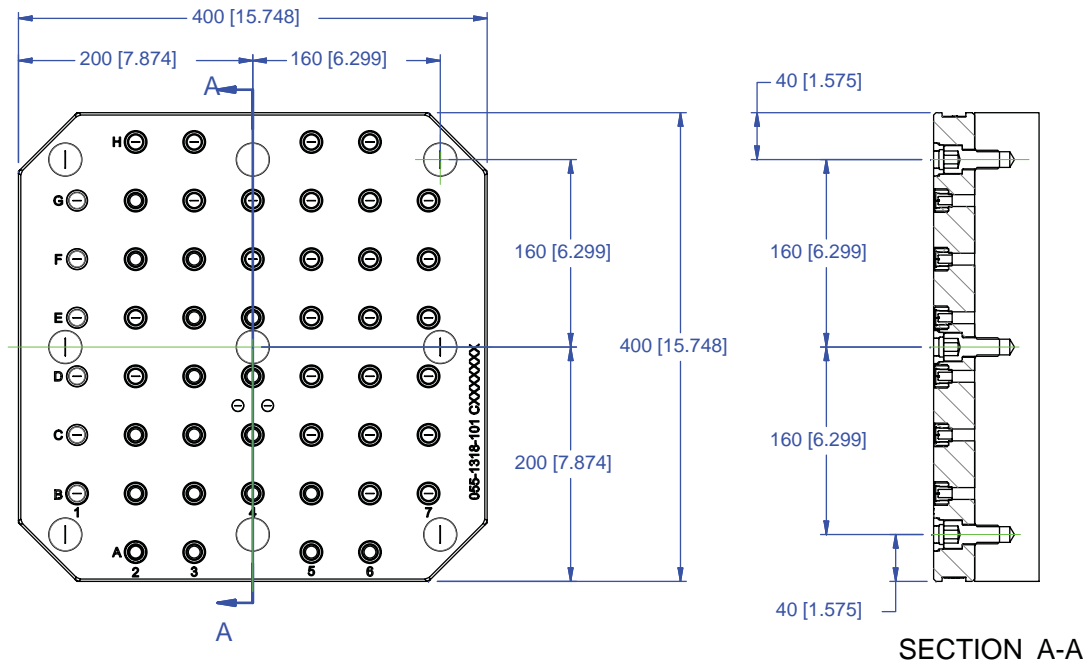 400 [15.748]
200 [7.874]
160 [6.299]
A
40 [1.575]
H
G
F
E
D
C
B
A
160 [6.299]
400 [15.748]
200 [7.874]
055-1318-101 CXXXXXXX
1
4
7
2
3
5
6
A
160 [6.299]
160 [6.299]
40 [1.575]
SECTION A-A